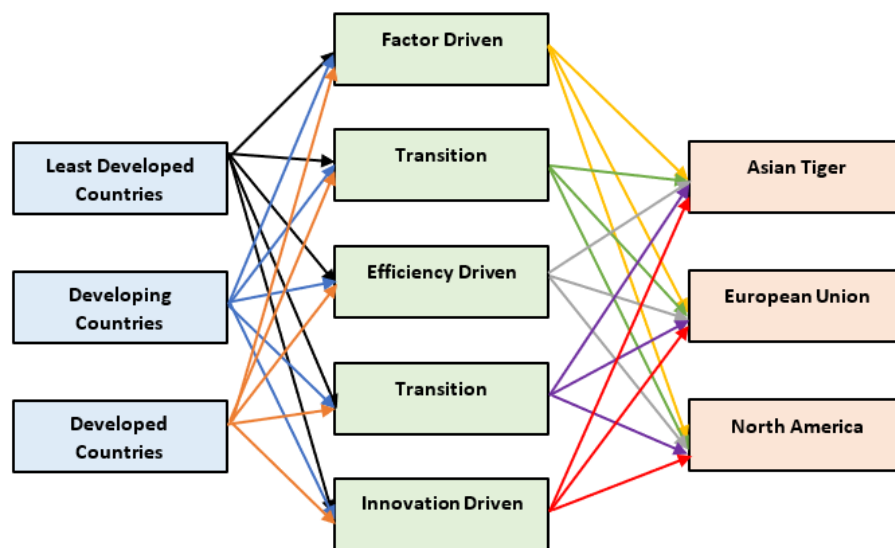 Factor Driven
Transition
Least Developed
Countries
Asian Tiger
Efficiency Driven
Developing
Countries
European Union
Transition
Developed
Countries
North America
Innovation Driven